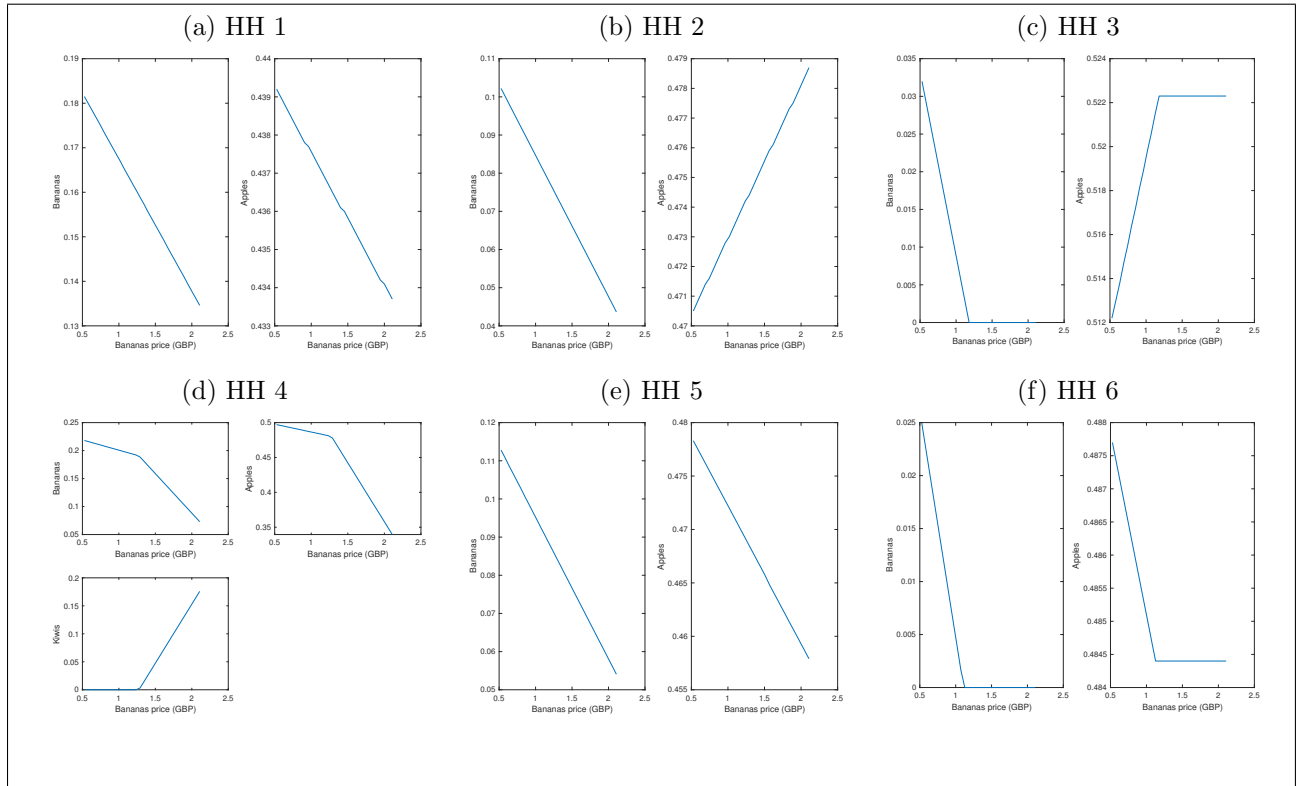 (a) HH 1
(b) HH 2
(c) HH 3
0.19
0.18
0.17
0.16
0.15
0.14
0.13
Bananas
0.5 1 1.5 2 2.5
Bananas price (GBP)
0.44
0.439
0.438
0.437
0.436
0.435
0.434
0.433
Apples
0.5 1 1.5 2 2.5
Bananas price (GBP)
0.11
0.1
0.09
0.08
0.07
0.06
0.05
0.04
Bananas
0.5 1 1.5 2 2.5
Bananas price (GBP)
0.479
0.478
0.477
0.476
0.475
0.474
0.473
0.472
0.471
0.47
Apples
0.5 1 1.5 2 2.5
Bananas price (GBP)
0.035
0.03
0.025
0.02
0.015
0.01
0.005
0
Bananas
0.5 1 1.5 2 2.5
Bananas price (GBP)
0.524
0.522
0.52
0.518
0.516
0.514
0.512
Apples
0.5 1 1.5 2 2.5
Bananas price (GBP)
(d) HH 4
(e) HH 5
(f) HH 6
0.25
0.2
0.15
0.1
0.05
Bananas
0.5 1 1.5 2 2.5
Bananas price (GBP)
0.5
0.45
0.4
0.35
Apples
0.5 1 1.5 2 2.5
Bananas price (GBP)
0.2
0.15
0.1
0.05
0
Kiwis
0.5 1 1.5 2 2.5
Bananas price (GBP)
0.12
0.11
0.1
0.09
0.08
0.07
0.06
0.05
Bananas
0.5 1 1.5 2 2.5
Bananas price (GBP)
0.48
0.475
0.47
0.465
0.46
0.455
Apples
0.5 1 1.5 2 2.5
Bananas price (GBP)
0.025
0.02
0.015
0.01
0.005
0
Bananas
0.5 1 1.5 2 2.5
Bananas price (GBP)
0.488
0.4875
0.487
0.4865
0.486
0.4855
0.485
0.4845
0.484
Apples
0.5 1 1.5 2 2.5
Bananas price (GBP)